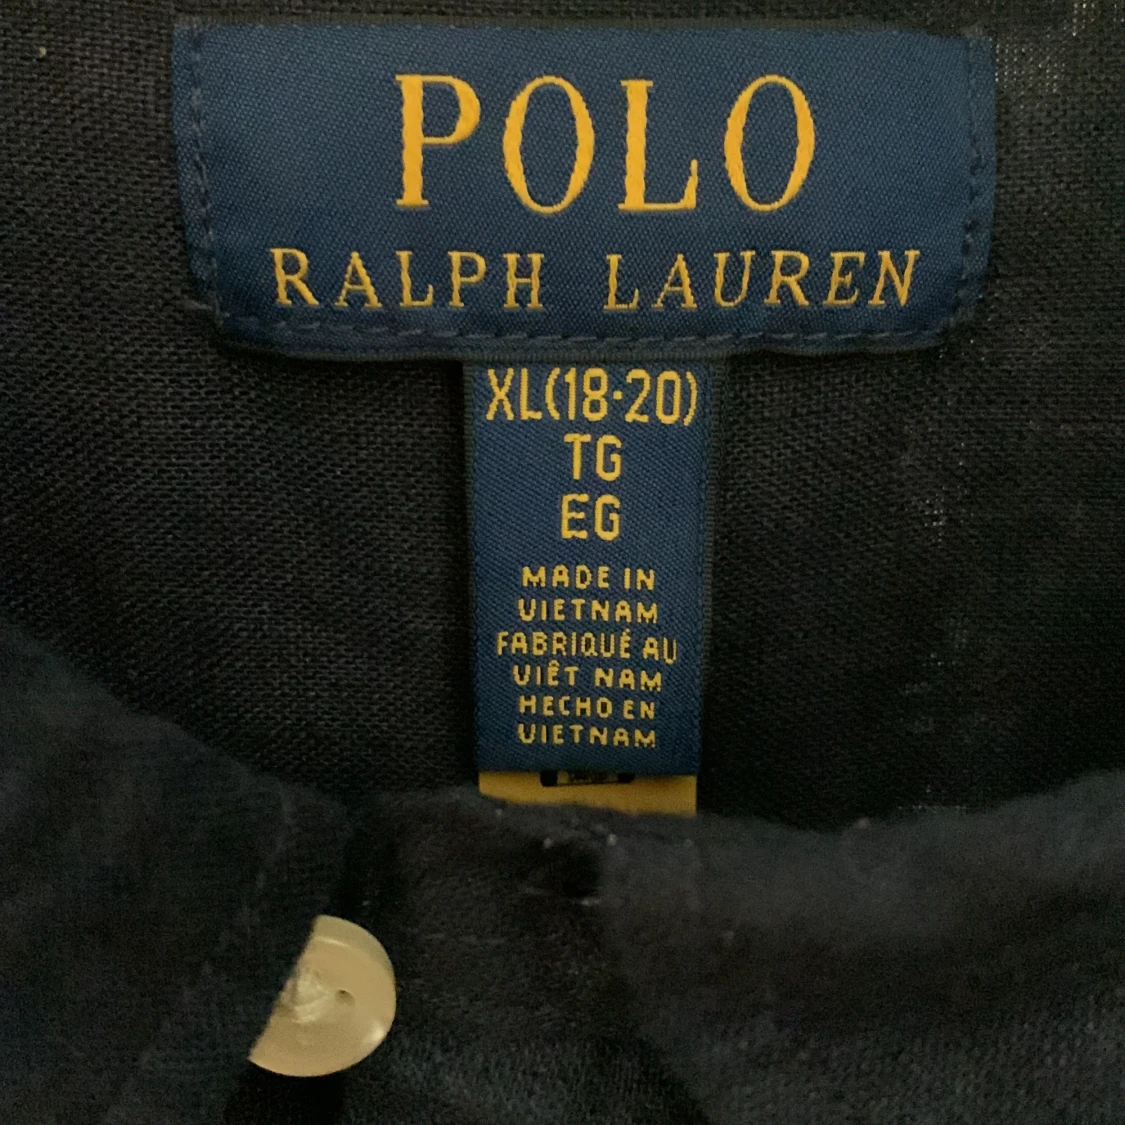 POLO
RALPH LAUREN
XL(18-20)
TG
EG
MADE IN
VIETNAM
FABRIQUÉ AU
VIÊT NAM
HECHO EN
VIETNAM